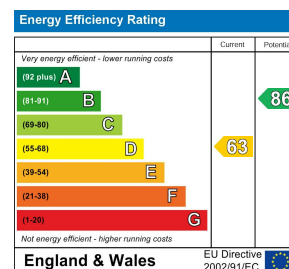 Energy Efficiency Rating
Current Potentia
Very energy efficient - lower running costs
(92 plus) A
(81-91) B
86
(69-80) C
(55-68) D
63
(39-54) E
(21-38) F
(1-20) G
Not energy efficient - higher running costs
England & Wales
EU Directive
2002/91/EC